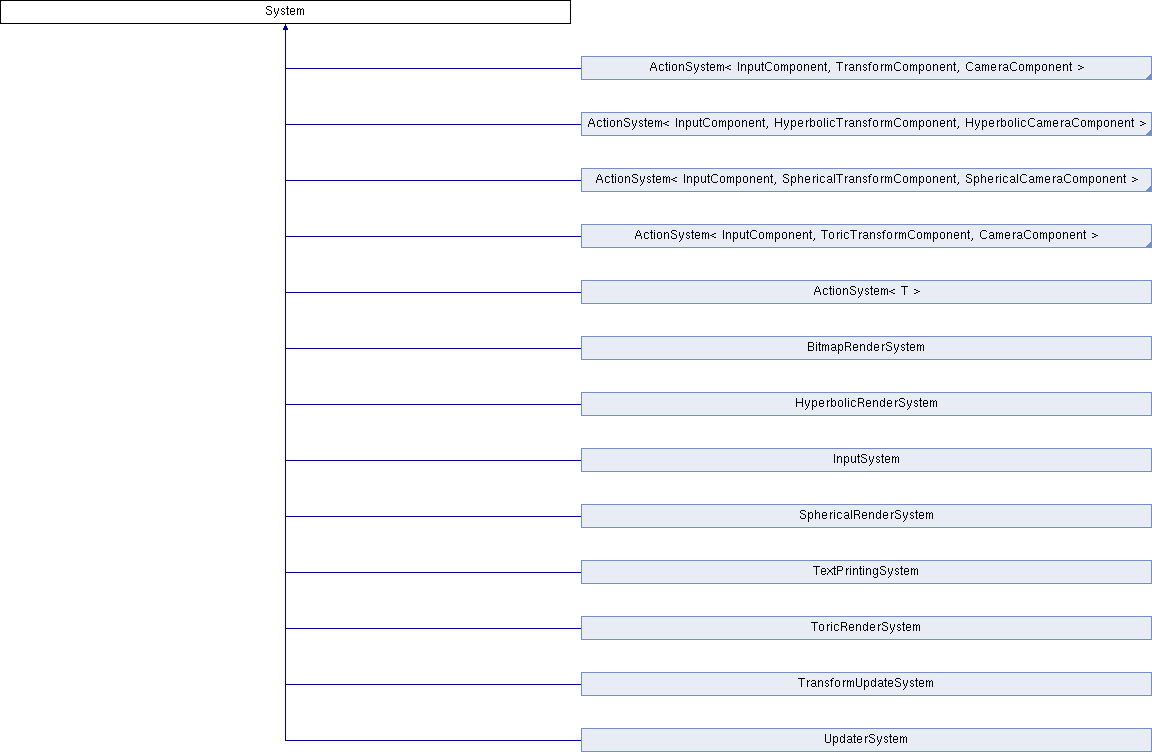 System
ActionSystem< InputComponent, TransformComponent, CameraComponent >
ActionSystem< InputComponent, HyperbolicTransformComponent, HyperbolicCameraComponent >
ActionSystem< InputComponent, SphericalTransformComponent, SphericalCameraComponent >
ActionSystem< InputComponent, ToricTransformComponent, CameraComponent >
ActionSystem< T >
BitmapRenderSystem
HyperbolicRenderSystem
InputSystem
SphericalRenderSystem
TextPrintingSystem
ToricRenderSystem
TransformUpdateSystem
UpdaterSystem